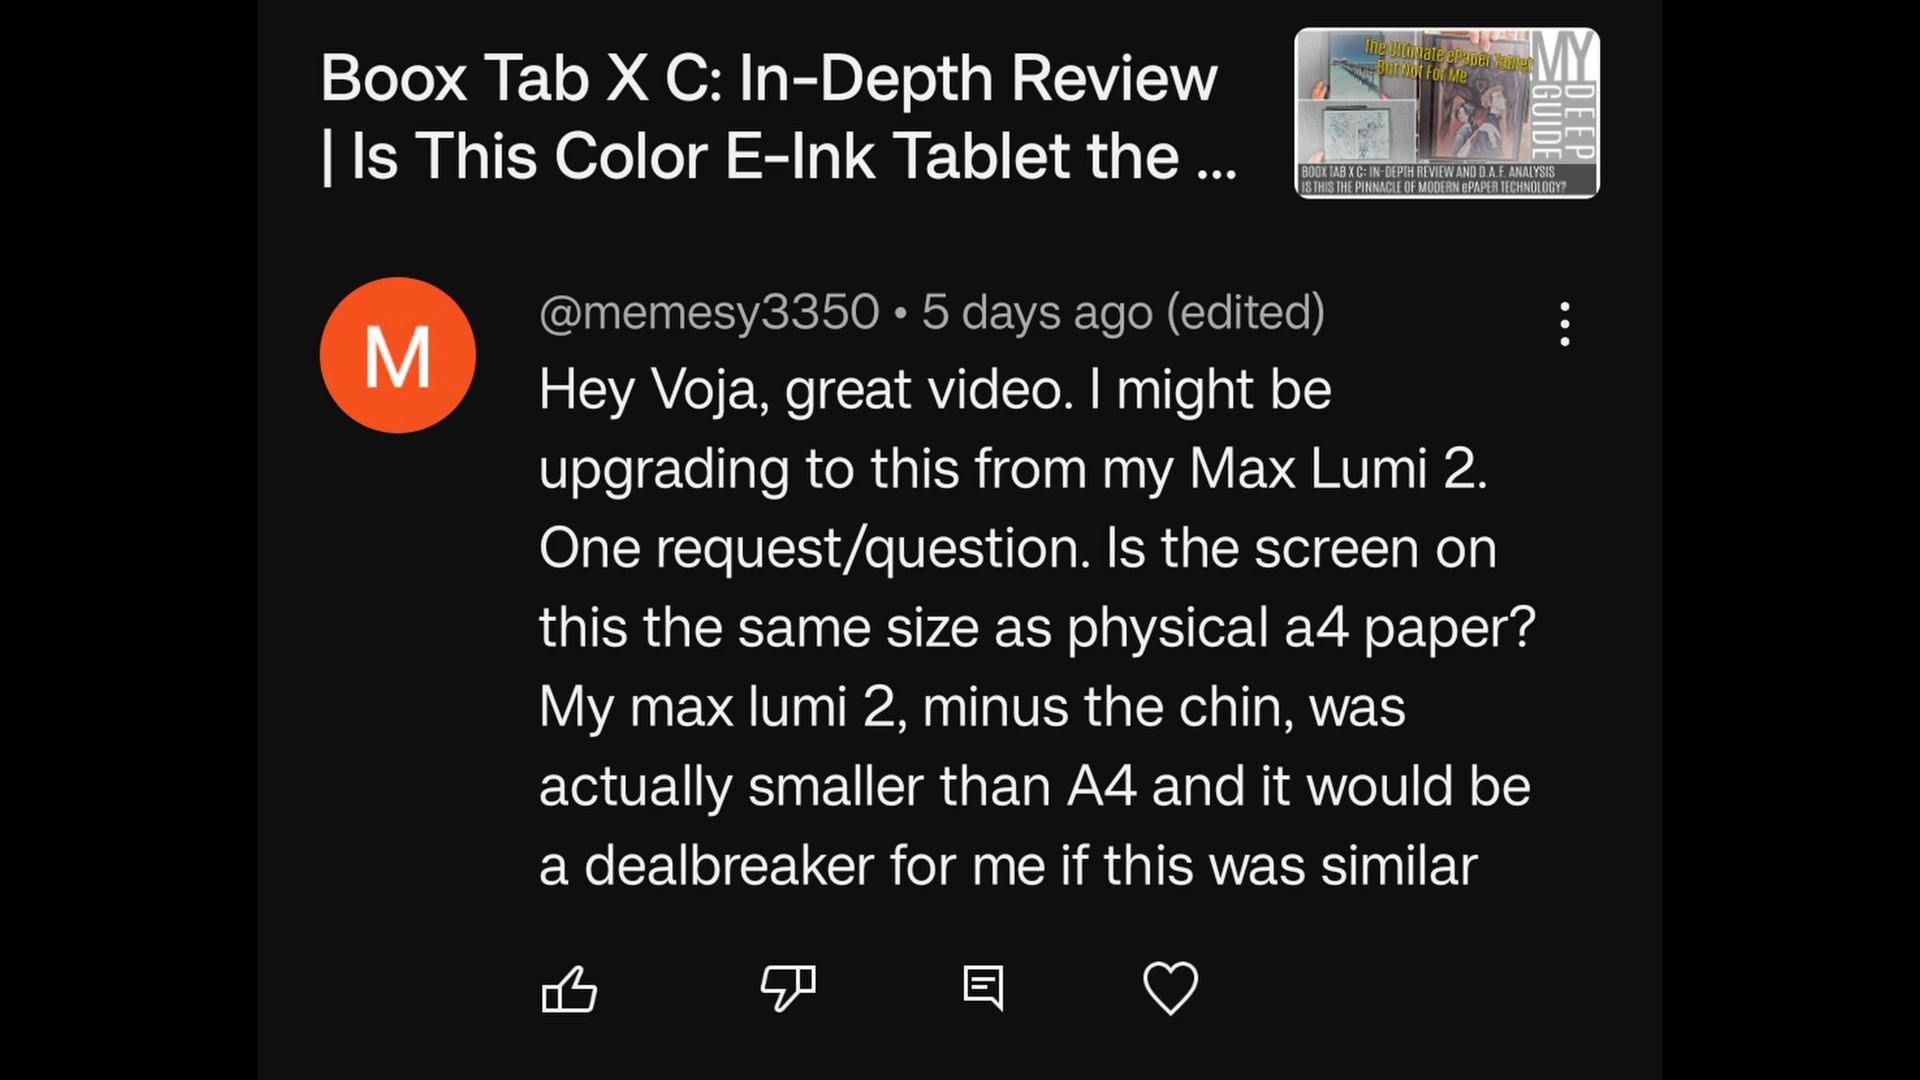 Boox Tab X C: In-Depth Review
| Is This Color E-Ink Tablet the ...
The Ultimate ePaper Tablet
But Not For Me
MY DEEP GUIDE
BOOX TAB X C: IN-DEPTH REVIEW AND D.A.F. ANALYSIS
IS THIS THE PINNACLE OF MODERN ePAPER TECHNOLOGY?
M
@memesy3350 • 5 days ago (edited)
Hey Voja, great video. I might be
upgrading to this from my Max Lumi 2.
One request/question. Is the screen on
this the same size as physical a4 paper?
My max lumi 2, minus the chin, was
actually smaller than A4 and it would be
a dealbreaker for me if this was similar